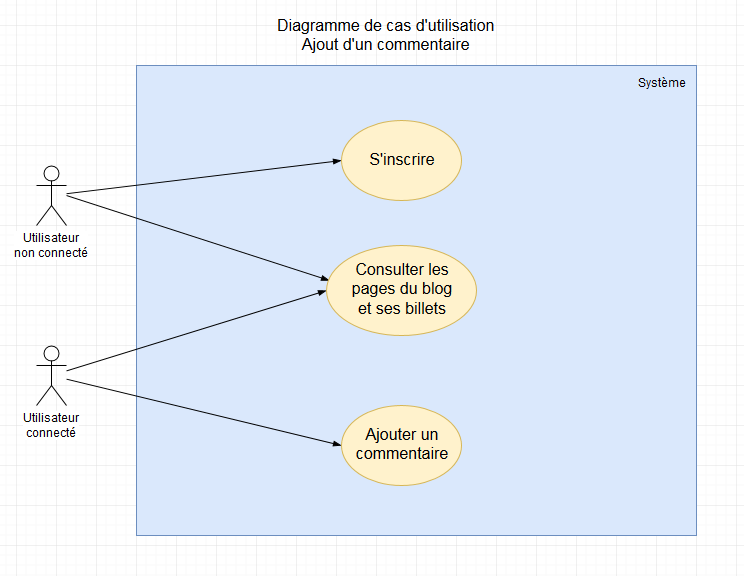 Diagramme de cas d'utilisation
Ajout d'un commentaire
Système
S'inscrire
Utilisateur
non connecté
Consulter les
pages du blog
et ses billets
Utilisateur
connecté
Ajouter un
commentaire